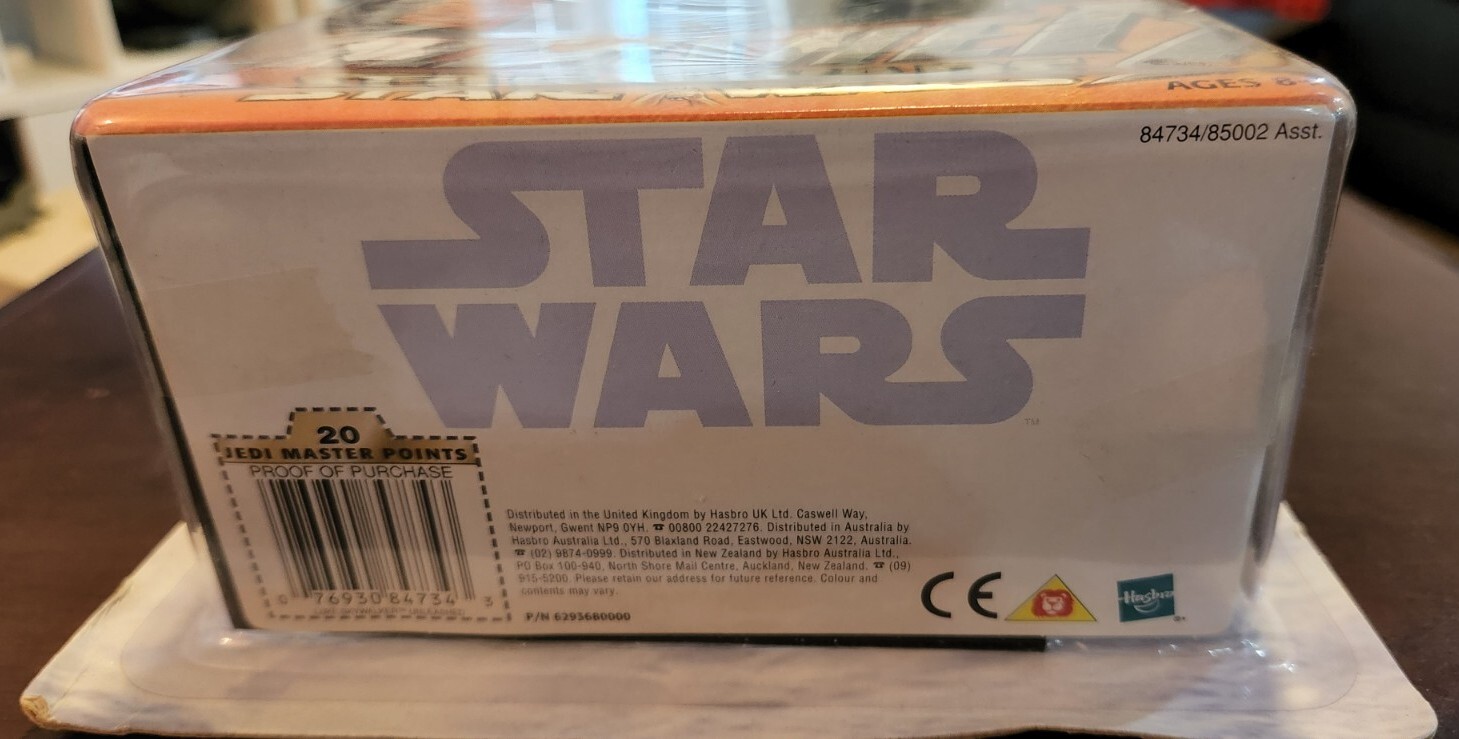 AGES 8+
84734/85002 Asst.
STAR
WARS
TM
20
JEDI MASTER POINTS
PROOF OF PURCHASE
0 76930 84734 3
LUKE SKYWALKER™ UNLEASHED
Distributed in the United Kingdom by Hasbro UK Ltd. Caswell Way,
Newport, Gwent NP9 0YH. ☎ 00800 22427276. Distributed in Australia by
Hasbro Australia Ltd., 570 Blaxland Road, Eastwood, NSW 2122, Australia.
☎ (02) 9874-0999. Distributed in New Zealand by Hasbro Australia Ltd.,
PO Box 100-940, North Shore Mail Centre, Auckland, New Zealand. ☎ (09)
915-5200. Please retain our address for future reference. Colour and
contents may vary.
P/N 6293680000
CE
Hasbro